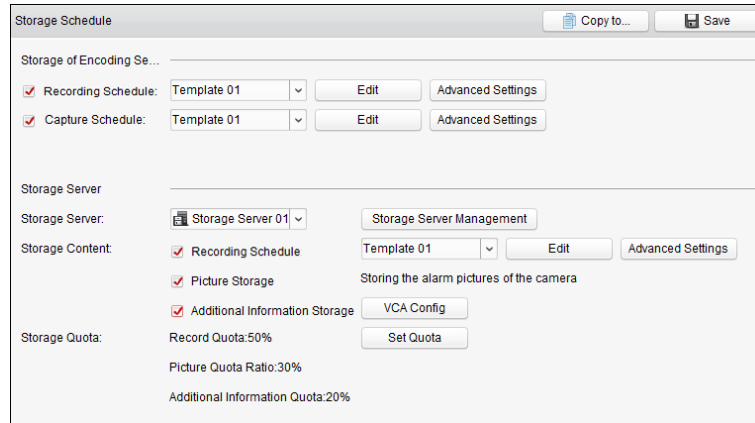 Storage Schedule Copy to... Save
Storage of Encoding Se...
Recording Schedule: Template 01 Edit Advanced Settings
Capture Schedule: Template 01 Edit Advanced Settings
Storage Server
Storage Server: Storage Server 01 Storage Server Management
Storage Content: Recording Schedule Template 01 Edit Advanced Settings
Picture Storage Storing the alarm pictures of the camera
Additional Information Storage VCA Config
Storage Quota: Record Quota:50% Set Quota
Picture Quota Ratio:30%
Additional Information Quota:20%